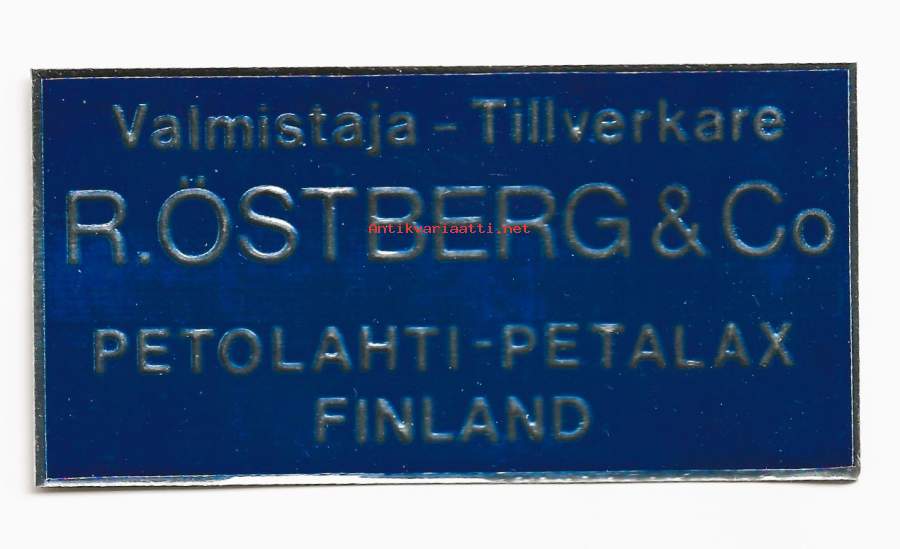 Valmistaja - Tillverkare
R. ÖSTBERG & Co
Antikvariaatti.net
PETOLAHTI-PETALAX
FINLAND